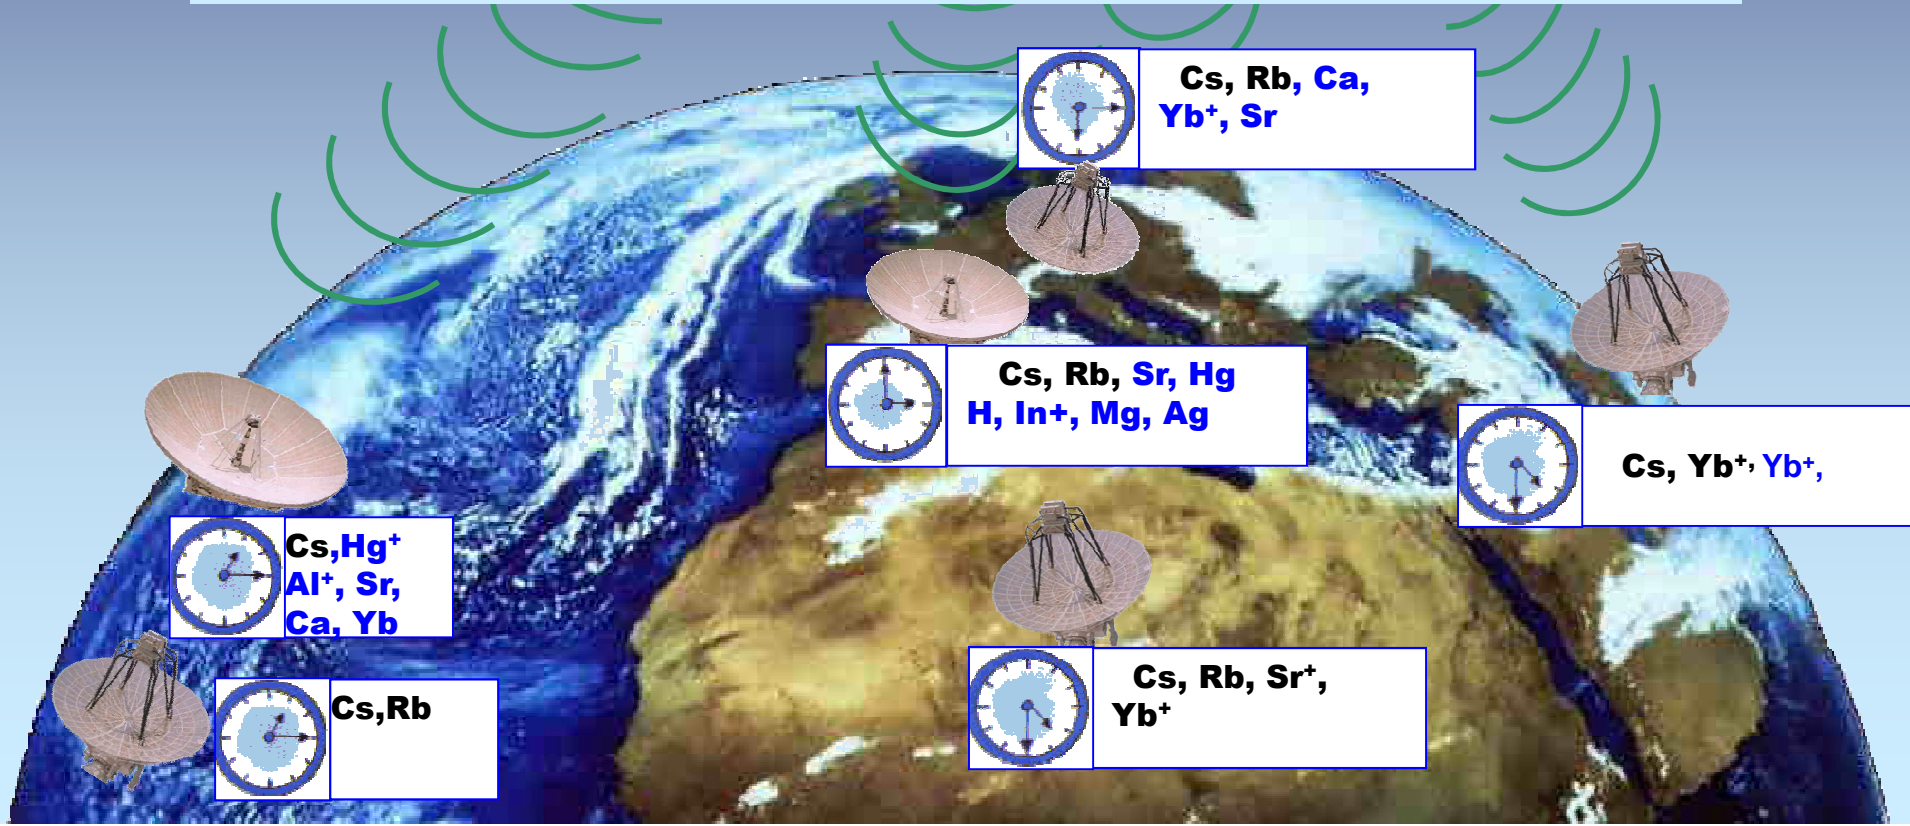 Cs, Rb, Ca,
Yb⁺, Sr
Cs, Rb, Sr, Hg
H, In+, Mg, Ag
Cs, Yb⁺, Yb⁺,
Cs,Hg⁺
Al⁺, Sr,
Ca, Yb
Cs, Rb, Sr⁺,
Yb⁺
Cs,Rb